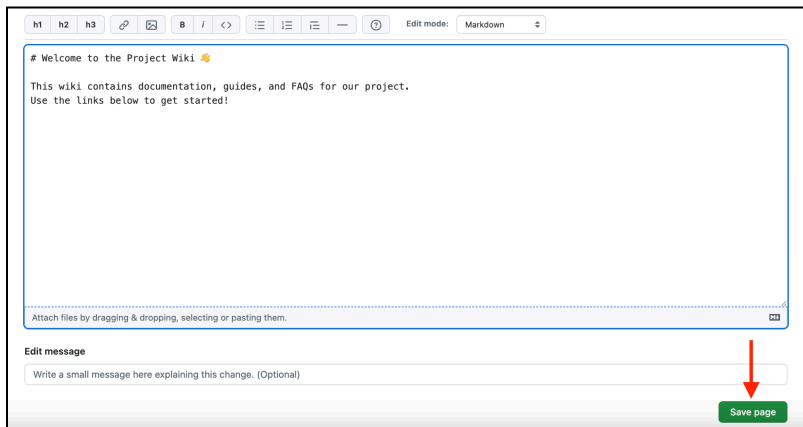 h1 h2 h3 B i <> Edit mode: Markdown
# Welcome to the Project Wiki 👋
This wiki contains documentation, guides, and FAQs for our project.
Use the links below to get started!
Attach files by dragging & dropping, selecting or pasting them.
Edit message
Write a small message here explaining this change. (Optional)
Save page